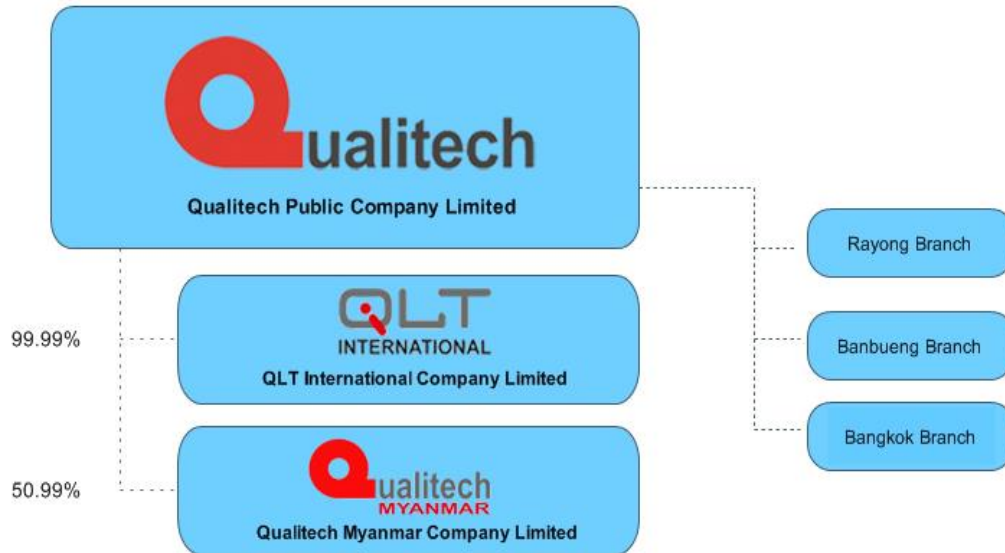 Qualitech
Qualitech Public Company Limited
Rayong Branch
99.99%
QLT
INTERNATIONAL
QLT International Company Limited
Banbueng Branch
Bangkok Branch
50.99%
Qualitech
MYANMAR
Qualitech Myanmar Company Limited